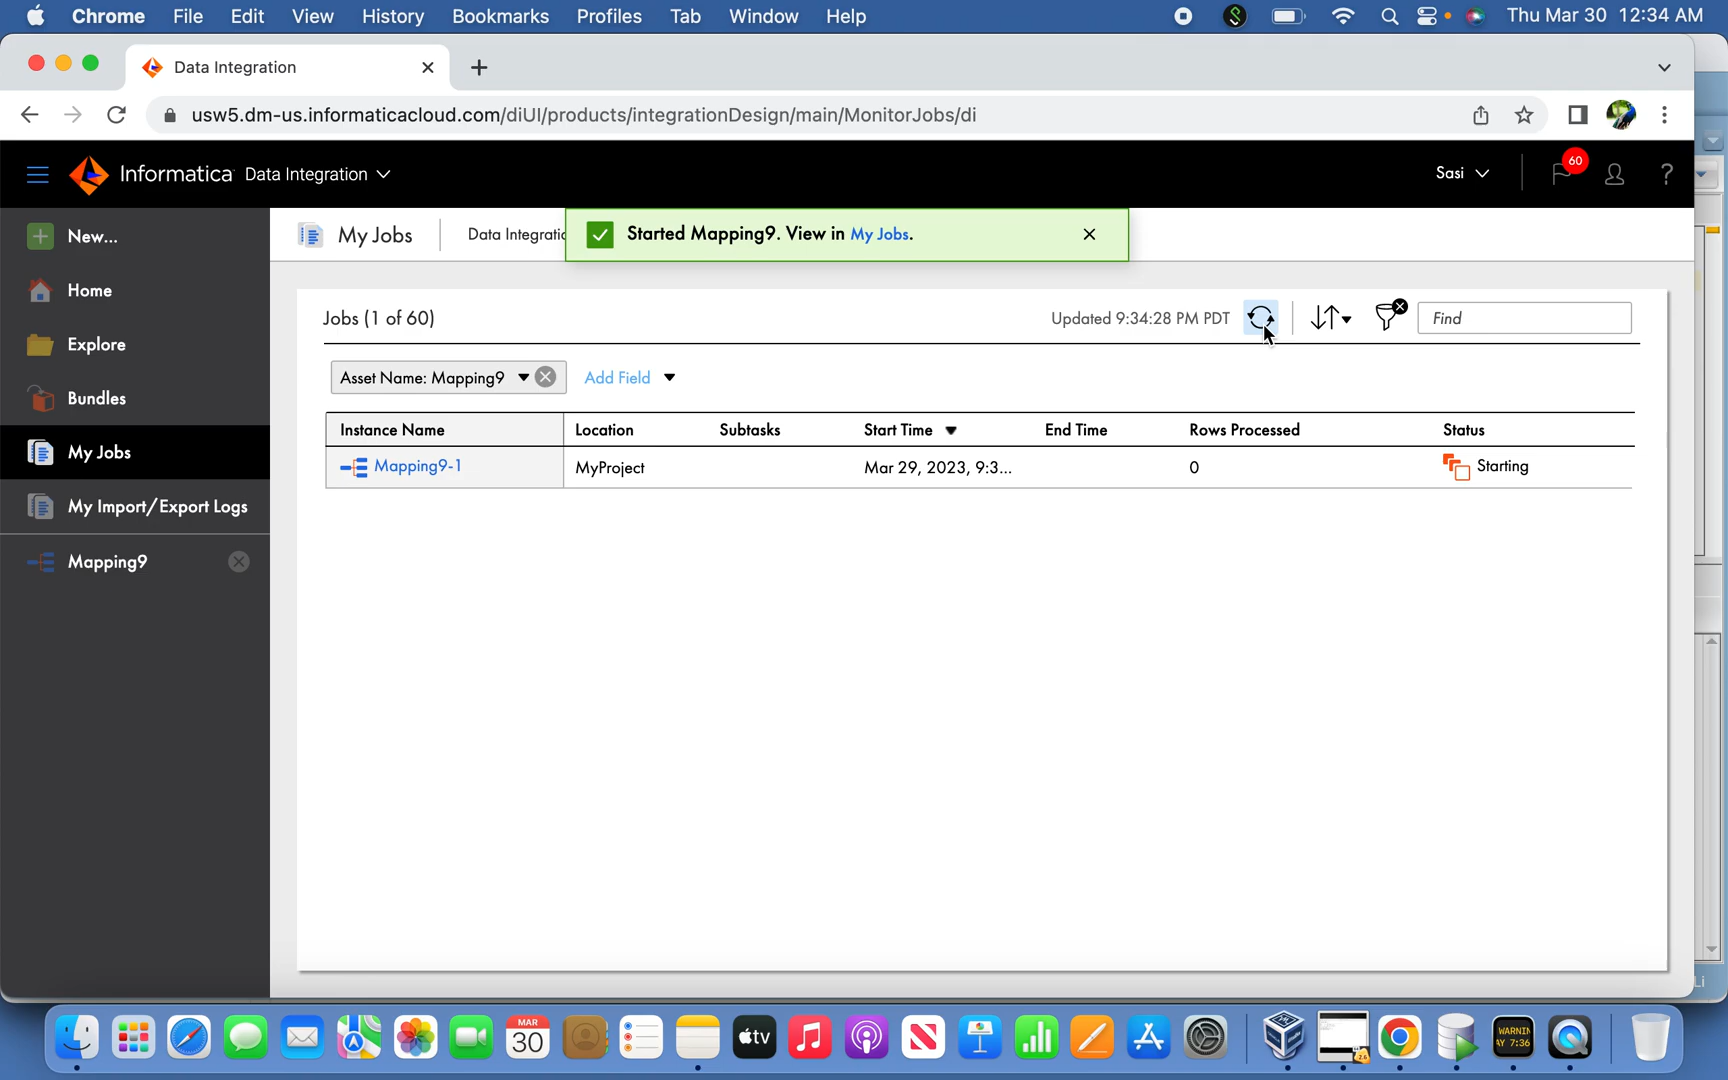 Chrome File Edit View History Bookmarks Profiles Tab Window Help Thu Mar 30 12:34 AM
Data Integration
usw5.dm-us.informaticacloud.com/diUI/products/integrationDesign/main/MonitorJobs/di
Informatica Data Integration Sasi 60
New...
Home
Explore
Bundles
My Jobs
My Import/Export Logs
Mapping9
My Jobs Data Integratio
Started Mapping9. View in My Jobs.
Jobs (1 of 60) Updated 9:34:28 PM PDT Find
Asset Name: Mapping9 Add Field
Instance Name Location Subtasks Start Time End Time Rows Processed Status
Mapping9-1 MyProject Mar 29, 2023, 9:3... 0 Starting
Li
MAR
30
tv
WARNIN
AY 7:36
2.6